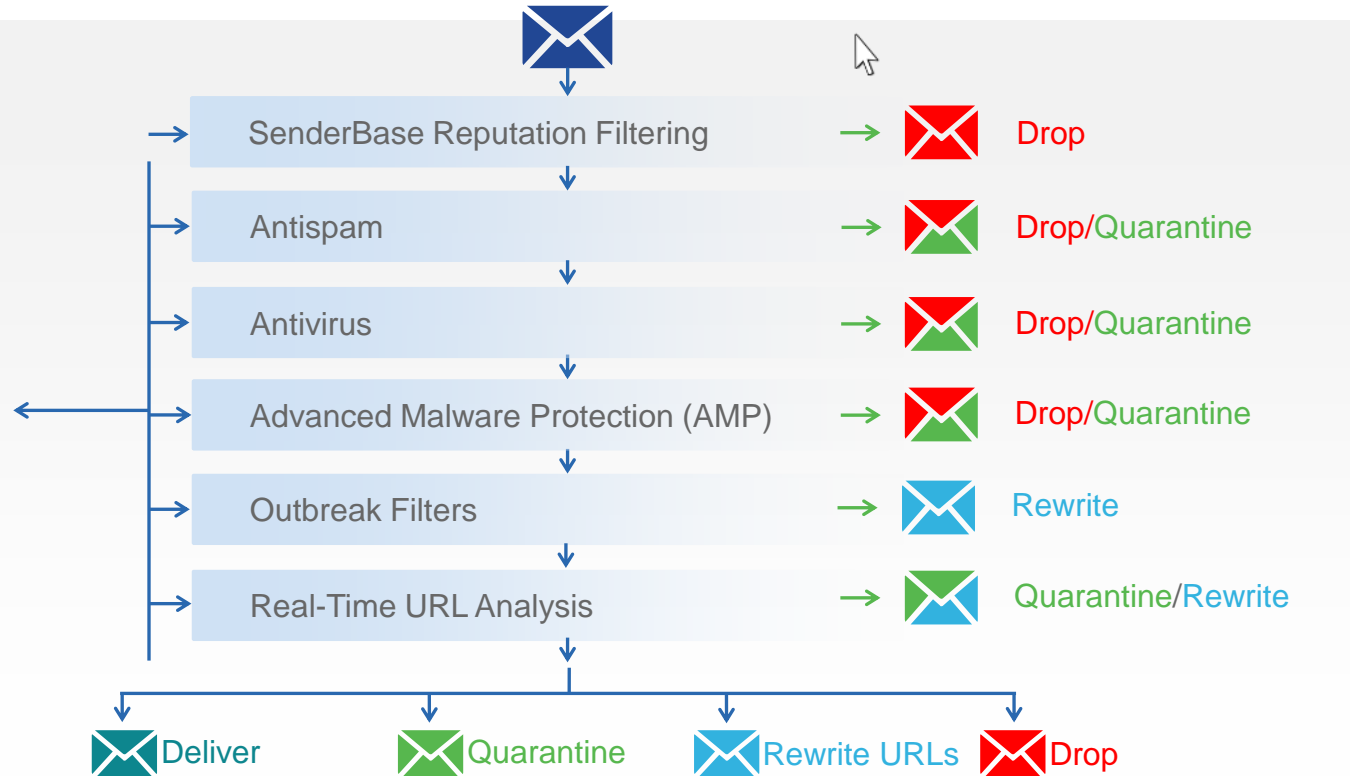 SenderBase Reputation Filtering
Drop
Antispam
Drop/Quarantine
Antivirus
Drop/Quarantine
Advanced Malware Protection (AMP)
Drop/Quarantine
Outbreak Filters
Rewrite
Real-Time URL Analysis
Quarantine/Rewrite
Deliver
Quarantine
Rewrite URLs
Drop